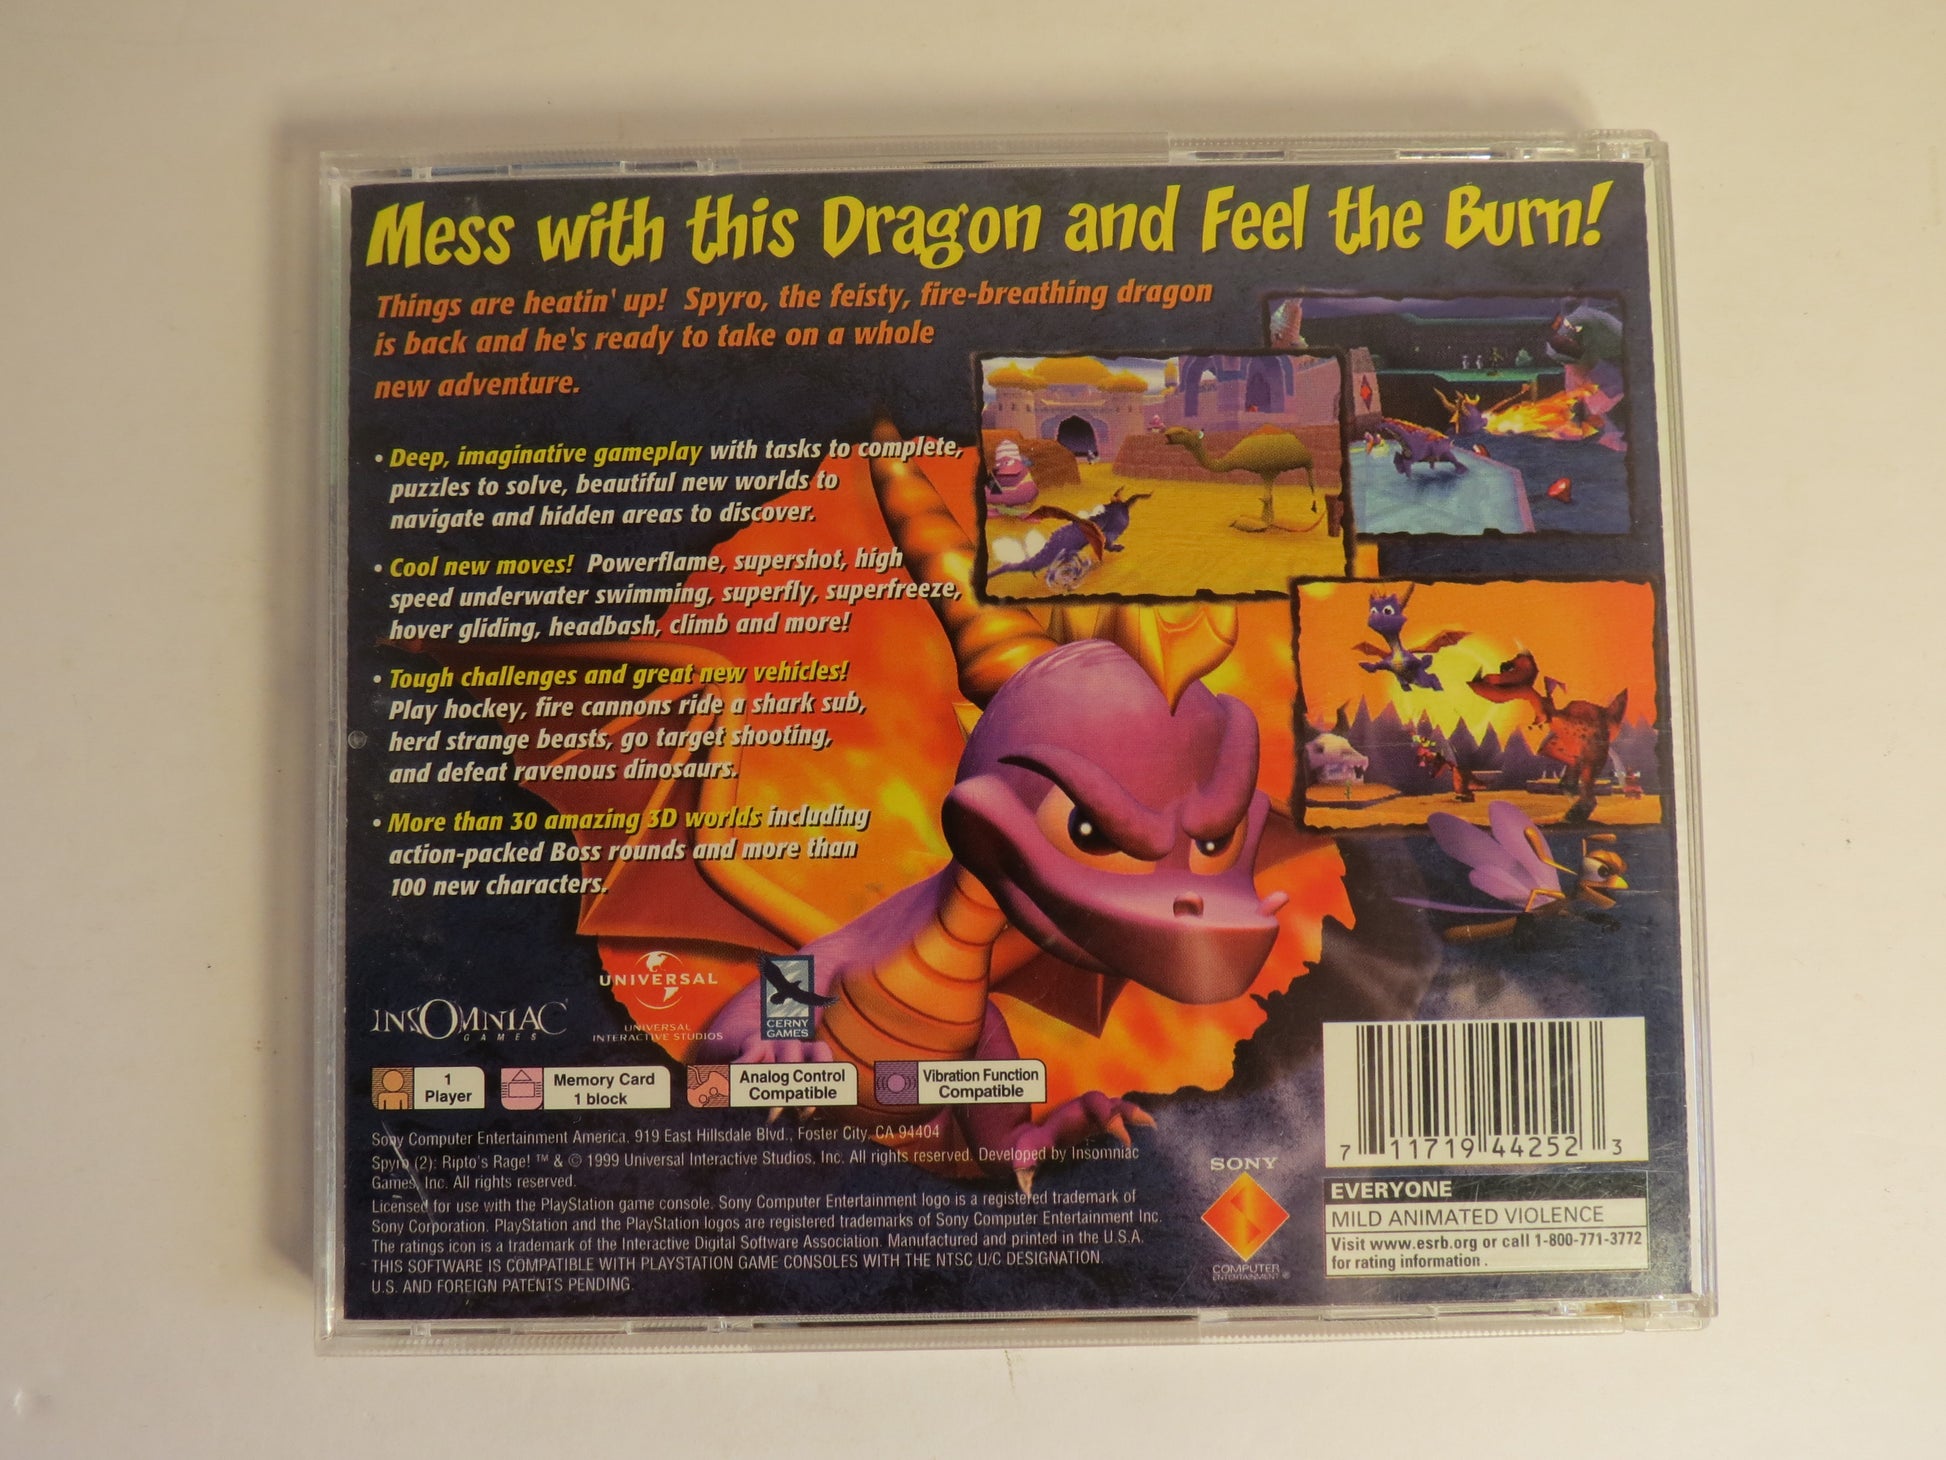 Mess with this Dragon and Feel the Burn!
Things are heatin' up! Spyro, the feisty, fire-breathing dragon
is back and he's ready to take on a whole
new adventure.
• Deep, imaginative gameplay with tasks to complete,
puzzles to solve, beautiful new worlds to
navigate and hidden areas to discover.
• Cool new moves! Powerflame, supershot, high
speed underwater swimming, superfly, superfreeze,
hover gliding, headbash, climb and more!
• Tough challenges and great new vehicles!
Play hockey, fire cannons ride a shark sub,
herd strange beasts, go target shooting,
and defeat ravenous dinosaurs.
• More than 30 amazing 3D worlds including
action-packed Boss rounds and more than
100 new characters.
INSOMNIAC
GAMES
UNIVERSAL
UNIVERSAL
INTERACTIVE STUDIOS
CERNY
GAMES
1
Player
Memory Card
1 block
Analog Control
Compatible
Vibration Function
Compatible
Sony Computer Entertainment America, 919 East Hillsdale Blvd., Foster City, CA 94404
Spyro (2): Ripto's Rage! ™ & © 1999 Universal Interactive Studios, Inc. All rights reserved. Developed by Insomniac
Games, Inc. All rights reserved.
Licensed for use with the PlayStation game console. Sony Computer Entertainment logo is a registered trademark of
Sony Corporation. PlayStation and the PlayStation logos are registered trademarks of Sony Computer Entertainment Inc.
The ratings icon is a trademark of the Interactive Digital Software Association. Manufactured and printed in the U.S.A.
THIS SOFTWARE IS COMPATIBLE WITH PLAYSTATION GAME CONSOLES WITH THE NTSC U/C DESIGNATION.
U.S. AND FOREIGN PATENTS PENDING.
SONY
COMPUTER
ENTERTAINMENT ®
7 11719 44252 3
EVERYONE
MILD ANIMATED VIOLENCE
Visit www.esrb.org or call 1-800-771-3772
for rating information.